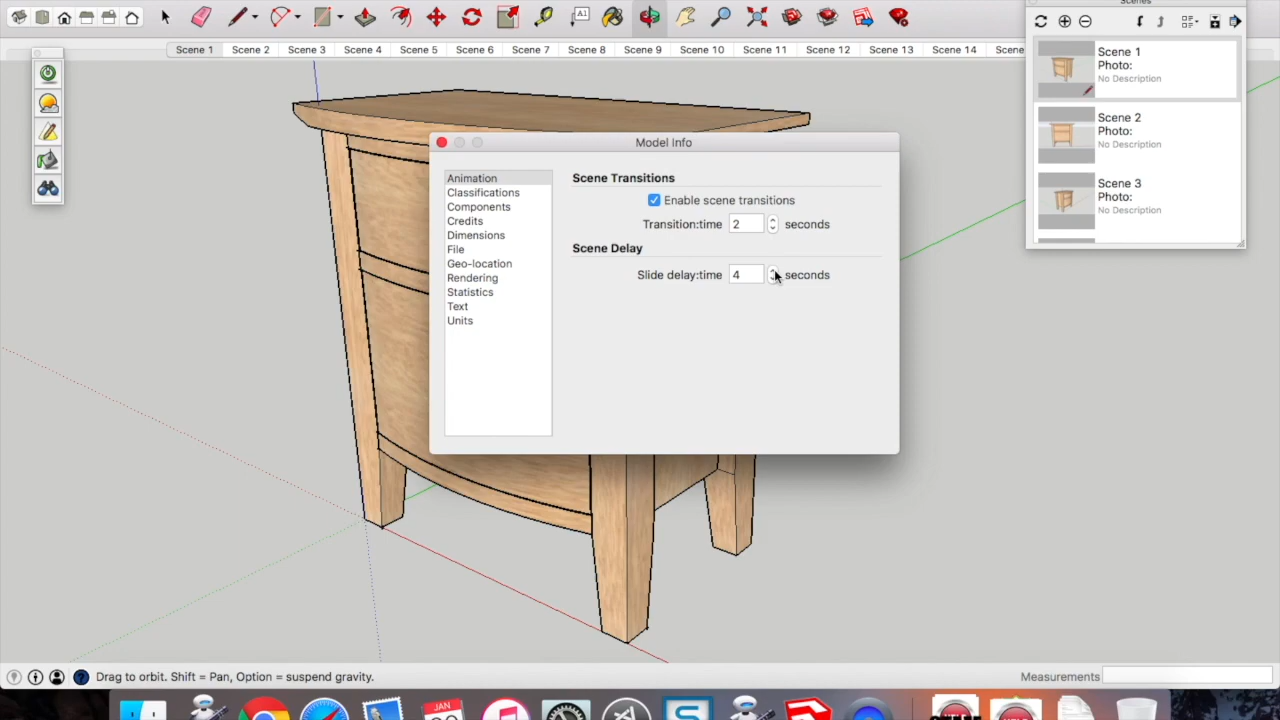 Scenes
A1
Scene 1 Scene 2 Scene 3 Scene 4 Scene 5 Scene 6 Scene 7 Scene 8 Scene 9 Scene 10 Scene 11 Scene 12 Scene 13 Scene 14 Scene
Scene 1
Photo:
No Description
Scene 2
Photo:
No Description
Scene 3
Photo:
No Description
Model Info
Animation
Classifications
Components
Credits
Dimensions
File
Geo-location
Rendering
Statistics
Text
Units
Scene Transitions
Enable scene transitions
Transition:time 2 seconds
Scene Delay
Slide delay:time 4 seconds
Drag to orbit. Shift = Pan, Option = suspend gravity.
Measurements
JAN